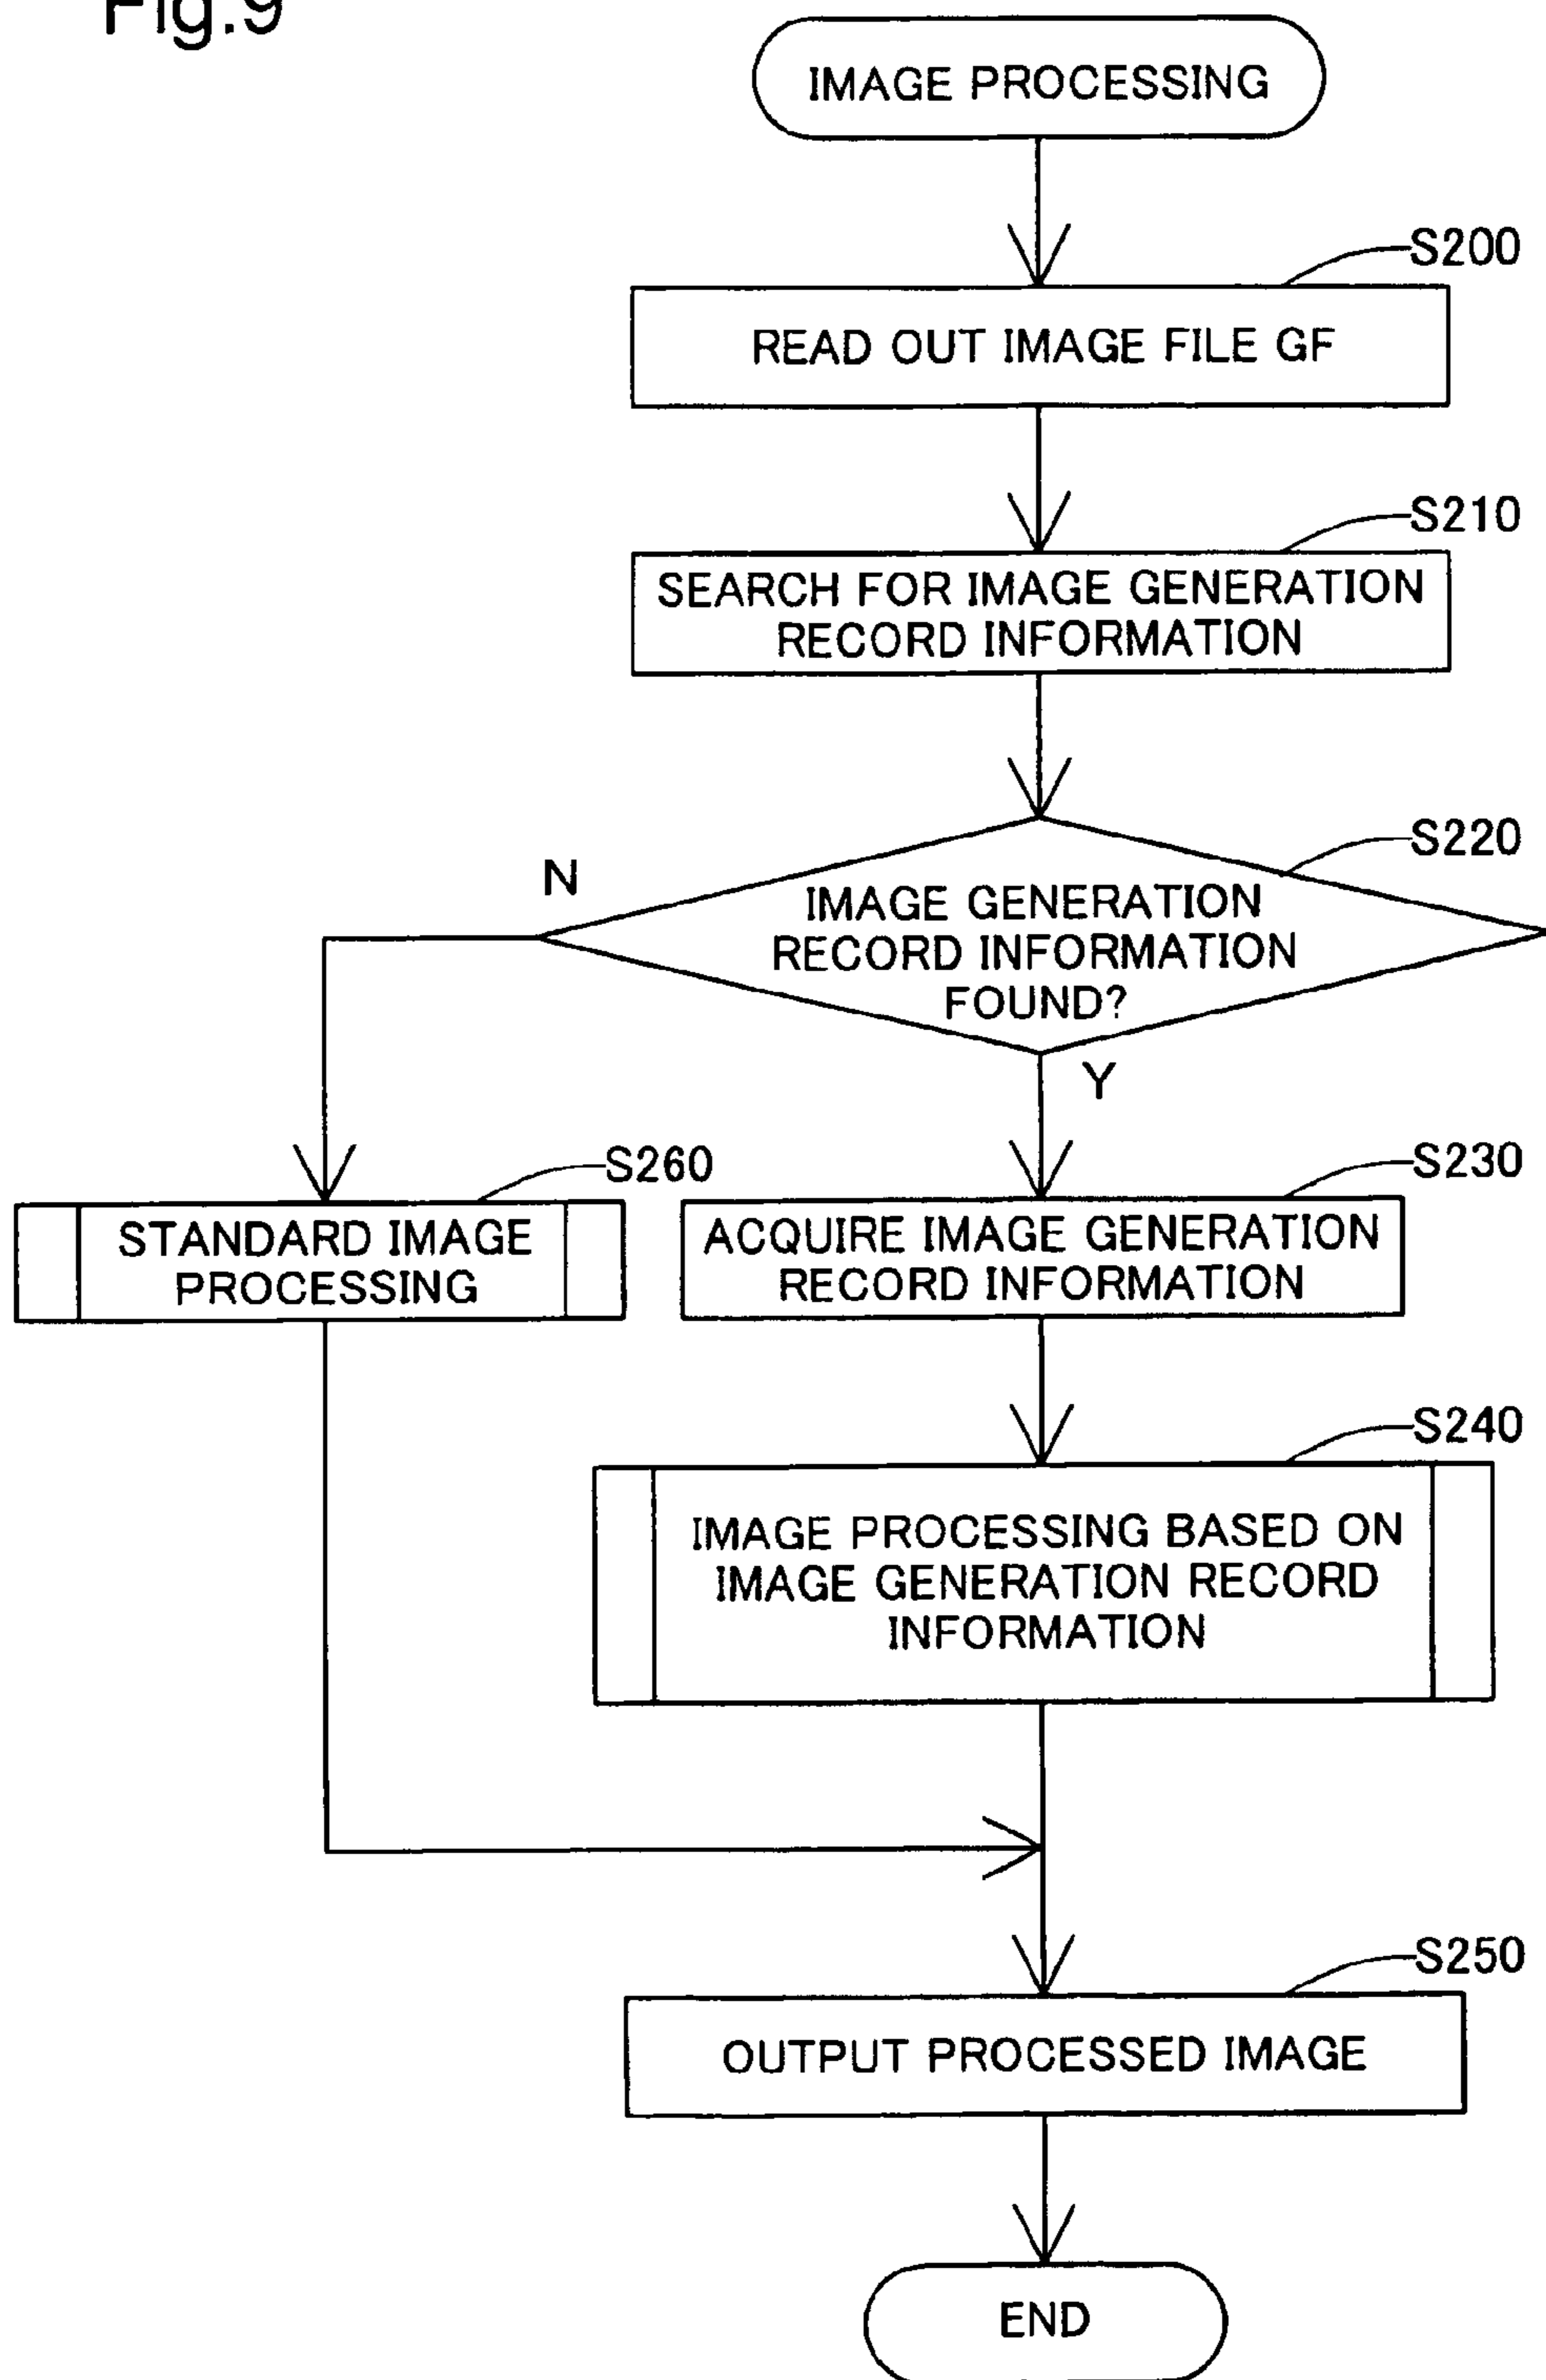 Fig.9
IMAGE PROCESSING
S200
READ OUT IMAGE FILE GF
S210
SEARCH FOR IMAGE GENERATION
RECORD INFORMATION
S220
N
IMAGE GENERATION
RECORD INFORMATION
FOUND?
Y
S260
STANDARD IMAGE
PROCESSING
S230
ACQUIRE IMAGE GENERATION
RECORD INFORMATION
S240
IMAGE PROCESSING BASED ON
IMAGE GENERATION RECORD
INFORMATION
S250
OUTPUT PROCESSED IMAGE
END